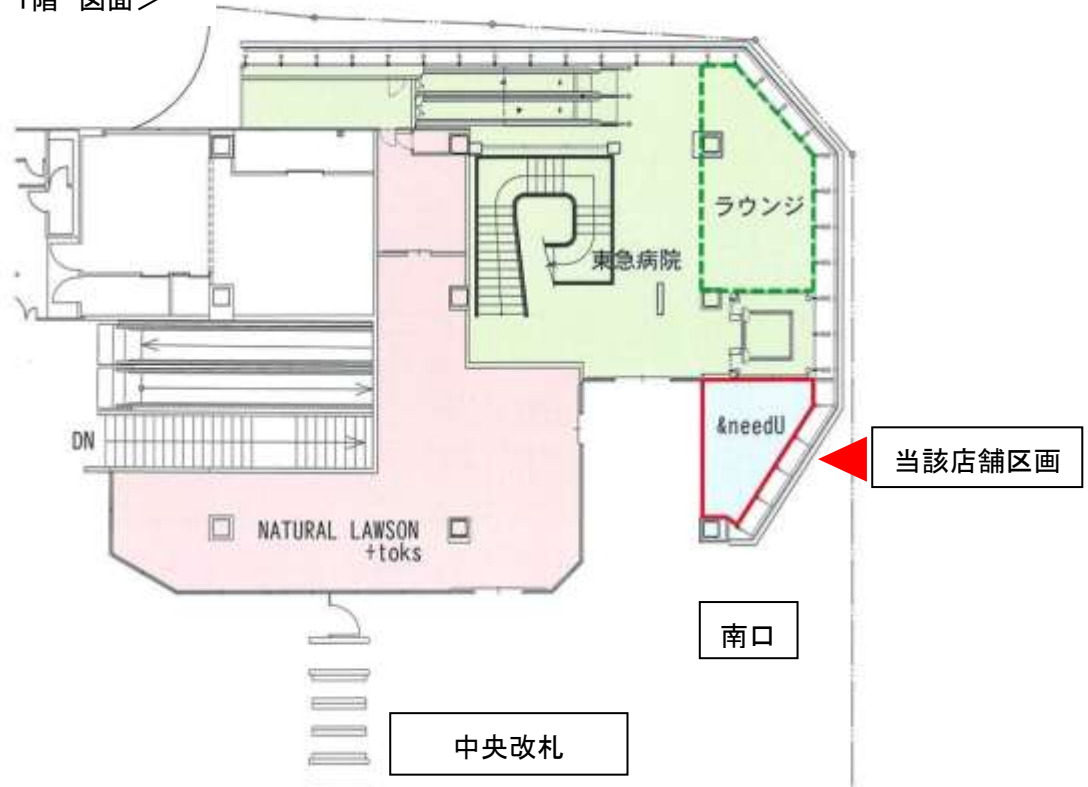 1階 図面＞
ラウンジ
東急病院
&needU
当該店舗区画
DN
NATURAL LAWSON
+toks
南口
中央改札